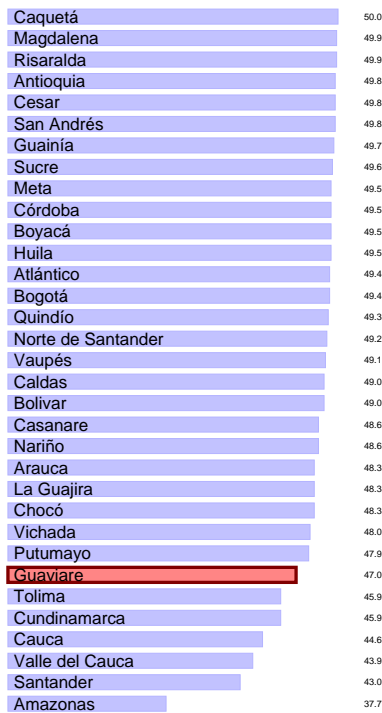 Caquetá 50.0
Magdalena 49.9
Risaralda 49.9
Antioquia 49.8
Cesar 49.8
San Andrés 49.8
Guainía 49.7
Sucre 49.6
Meta 49.5
Córdoba 49.5
Boyacá 49.5
Huila 49.5
Atlántico 49.4
Bogotá 49.4
Quindío 49.3
Norte de Santander 49.2
Vaupés 49.1
Caldas 49.0
Bolivar 49.0
Casanare 48.6
Nariño 48.6
Arauca 48.3
La Guajira 48.3
Chocó 48.3
Vichada 48.0
Putumayo 47.9
Guaviare 47.0
Tolima 45.9
Cundinamarca 45.9
Cauca 44.6
Valle del Cauca 43.9
Santander 43.0
Amazonas 37.7